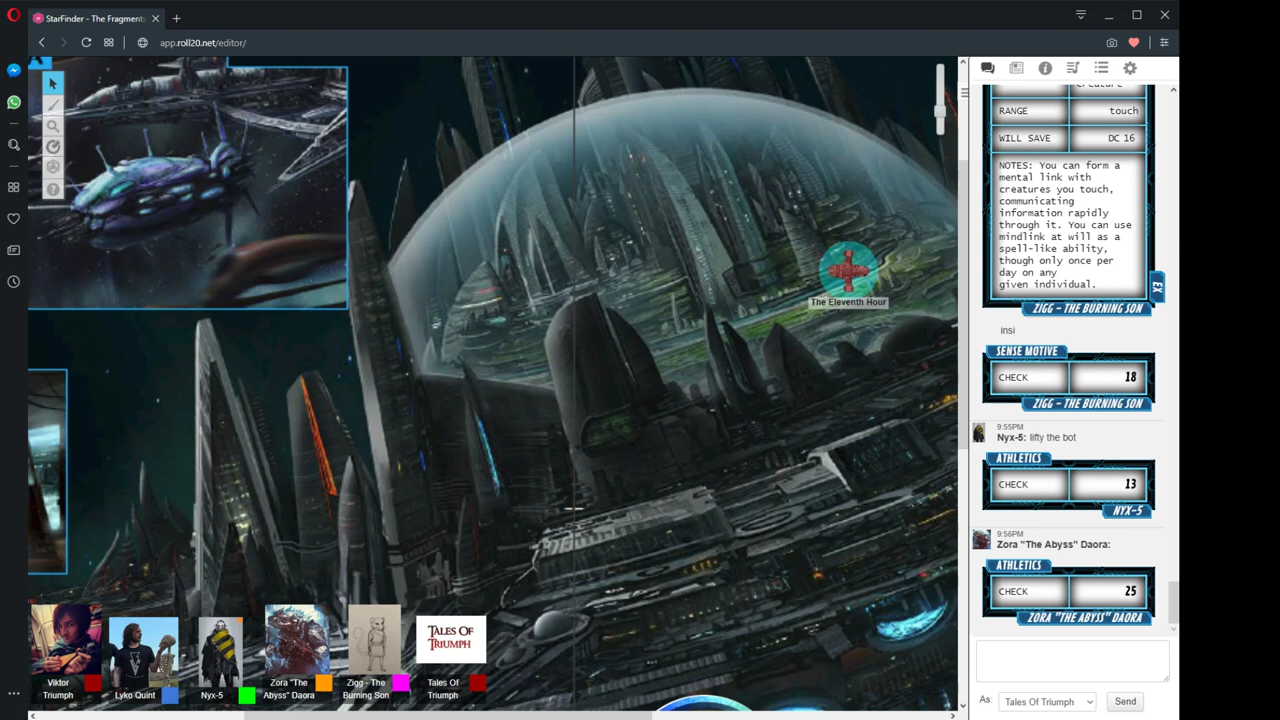 StarFinder - The Fragments
app.roll20.net/editor/
The Eleventh Hour
creature
RANGE touch
WILL SAVE DC 16
NOTES: You can form a
mental link with
creatures you touch,
communicating
information rapidly
through it. You can use
mindlink at will as a
spell-like ability,
though only once per
day on any
given individual.
EX
ZIGG - THE BURNING SON
insi
SENSE MOTIVE
CHECK 18
ZIGG - THE BURNING SON
9:55PM
Nyx-5: lifty the bot
ATHLETICS
CHECK 13
NYX-5
9:56PM
Zora "The Abyss" Daora:
ATHLETICS
CHECK 25
ZORA "THE ABYSS" DAORA
As: Tales Of Triumph Send
TALES OF
TRIUMPH
Viktor
Triumph
Lyko Quint
Nyx-5
Zora "The
Abyss" Daora
Zigg - The
Burning Son
Tales Of
Triumph